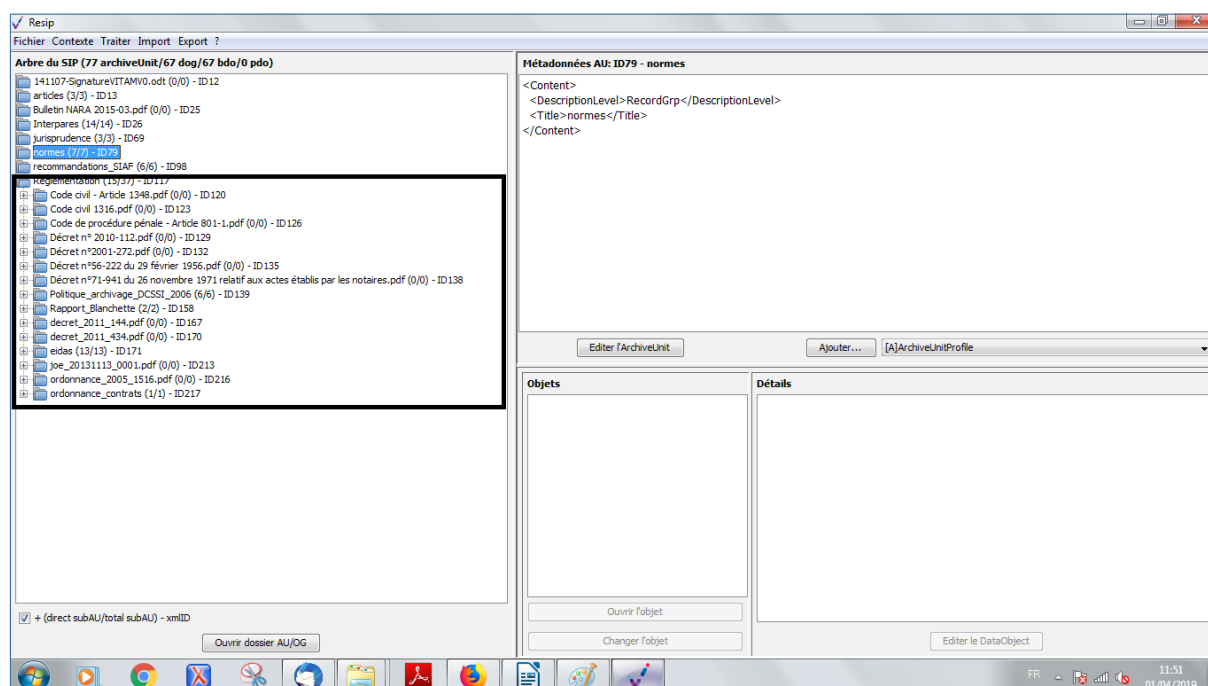 Resip
Fichier Contexte Traiter Import Export ?
Arbre du SIP (77 archiveUnit/67 dog/67 bdo/0 pdo)
141107-SignatureVITAMV0.odt (0/0) - ID12
articles (3/3) - ID13
Bulletin NARA 2015-03.pdf (0/0) - ID25
Interpares (14/14) - ID26
jurisprudence (3/3) - ID69
normes (7/7) - ID79
recommandations_SIAF (6/6) - ID98
Réglementation (15/37) - ID117
Code civil - Article 1348.pdf (0/0) - ID120
Code civil 1316.pdf (0/0) - ID123
Code de procédure pénale - Article 801-1.pdf (0/0) - ID126
Décret n° 2010-112.pdf (0/0) - ID129
Décret n°2001-272.pdf (0/0) - ID132
Décret n°56-222 du 29 février 1956.pdf (0/0) - ID135
Décret n°71-941 du 26 novembre 1971 relatif aux actes établis par les notaires.pdf (0/0) - ID138
Politique_archivage_DCSSI_2006 (6/6) - ID139
Rapport_Blanchette (2/2) - ID158
decret_2011_144.pdf (0/0) - ID167
decret_2011_434.pdf (0/0) - ID170
eidas (13/13) - ID171
joe_20131113_0001.pdf (0/0) - ID213
ordonnance_2005_1516.pdf (0/0) - ID216
ordonnance_contrats (1/1) - ID217
+ (direct subAU/total subAU) - xmlID
Ouvrir dossier AU/OG
Métadonnées AU: ID79 - normes
<Content>
<DescriptionLevel>RecordGrp</DescriptionLevel>
<Title>normes</Title>
</Content>
Editer l'ArchiveUnit
Ajouter...
[A]ArchiveUnitProfile
Objets
Ouvrir l'objet
Changer l'objet
Détails
Editer le DataObject
FR
11:51
01/04/2019